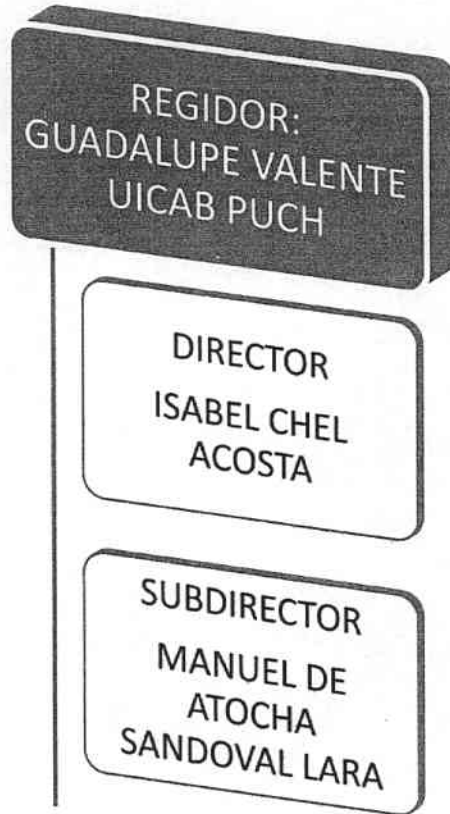 REGIDOR:
GUADALUPE VALENTE
UICAB PUCH
DIRECTOR
ISABEL CHEL
ACOSTA
SUBDIRECTOR
MANUEL DE
ATOCHA
SANDOVAL LARA